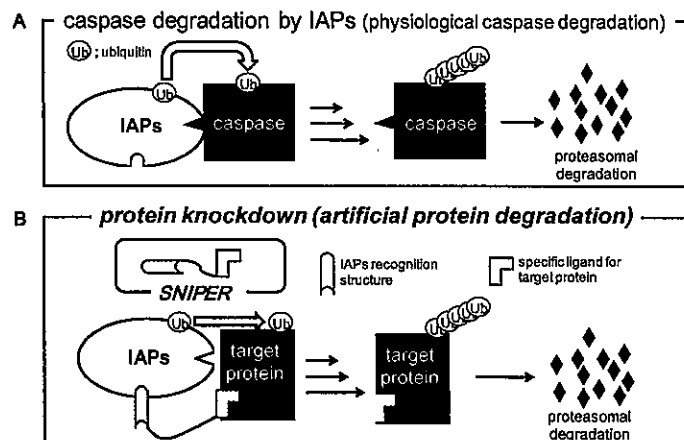 A
caspase degradation by IAPs (physiological caspase degradation)
Ub ; ubiquitin
Ub
Ub
IAPs
caspase
Ub
caspase
proteasomal
degradation
B
protein knockdown (artificial protein degradation)
SNIPER
IAPs recognition
structure
specific ligand for
target protein
Ub
Ub
IAPs
target
protein
Ub
target
protein
proteasomal
degradation